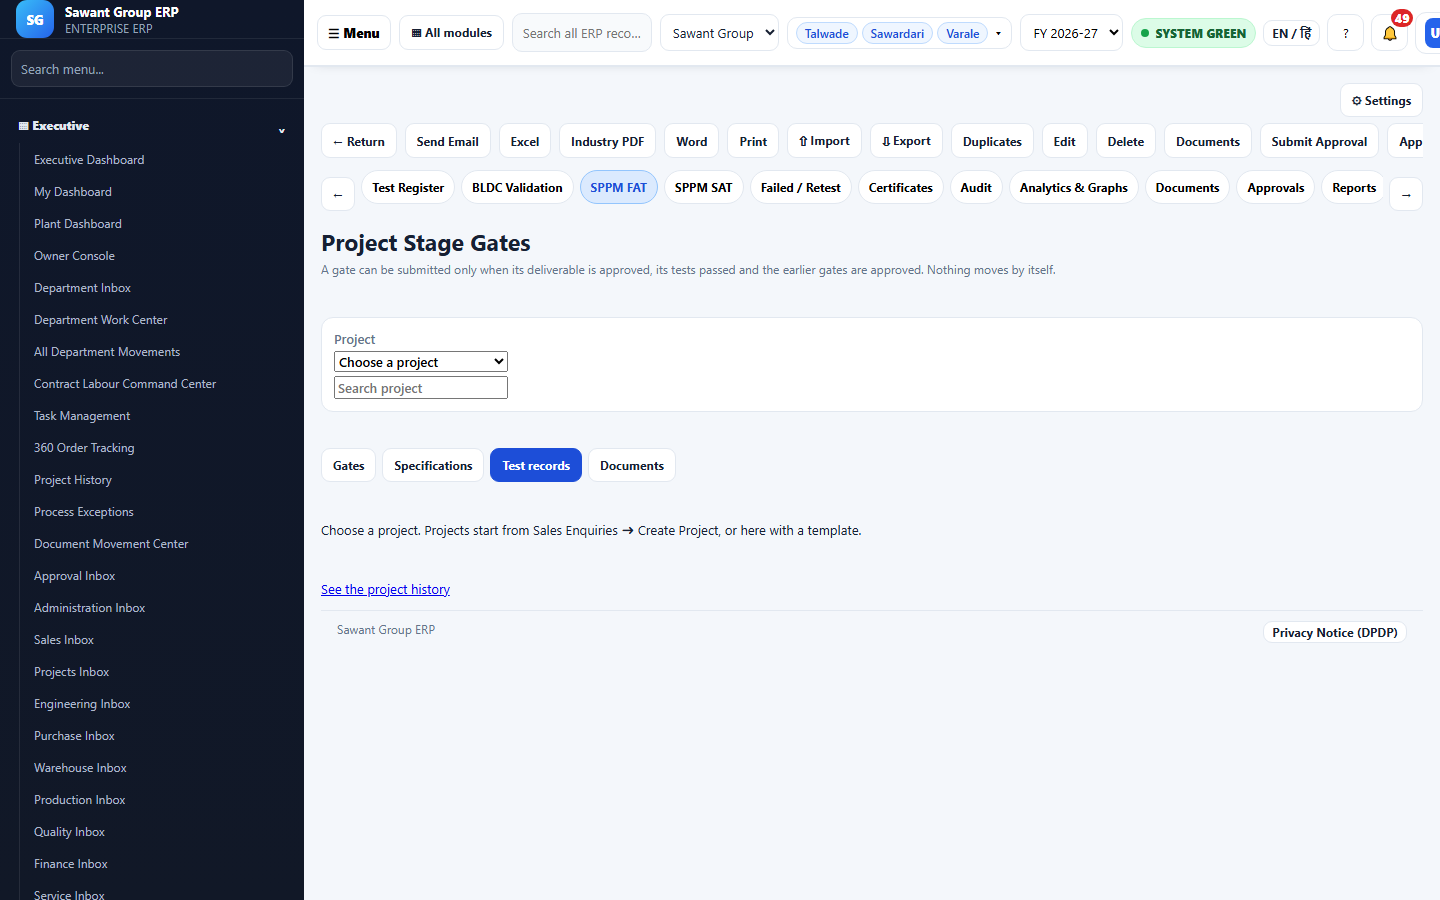 SG
Sawant Group ERP
ENTERPRISE ERP
Search menu...
Executive
Executive Dashboard
My Dashboard
Plant Dashboard
Owner Console
Department Inbox
Department Work Center
All Department Movements
Contract Labour Command Center
Task Management
360 Order Tracking
Project History
Process Exceptions
Document Movement Center
Approval Inbox
Administration Inbox
Sales Inbox
Projects Inbox
Engineering Inbox
Purchase Inbox
Warehouse Inbox
Production Inbox
Quality Inbox
Finance Inbox
Service Inbox
☰ Menu
All modules
Search all ERP reco...
Sawant Group
Talwade Sawardari Varale
FY 2026-27
SYSTEM GREEN
EN / हिं
?
49
U
⚙ Settings
← Return
Send Email
Excel
Industry PDF
Word
Print
⇧ Import
⇩ Export
Duplicates
Edit
Delete
Documents
Submit Approval
App
←
Test Register
BLDC Validation
SPPM FAT
SPPM SAT
Failed / Retest
Certificates
Audit
Analytics & Graphs
Documents
Approvals
Reports
→
Project Stage Gates
A gate can be submitted only when its deliverable is approved, its tests passed and the earlier gates are approved. Nothing moves by itself.
Project
Choose a project
Search project
Gates
Specifications
Test records
Documents
Choose a project. Projects start from Sales Enquiries → Create Project, or here with a template.
See the project history
Sawant Group ERP
Privacy Notice (DPDP)